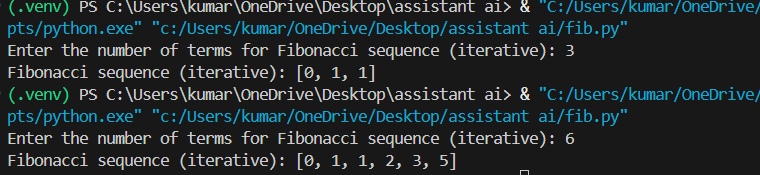 (.venv) PS C:\Users\kumar\OneDrive\Desktop\assistant ai> & "C:/Users/kumar/OneDrive/
pts/python.exe" "c:/Users/kumar/OneDrive/Desktop/assistant ai/fib.py"
Enter the number of terms for Fibonacci sequence (iterative): 3
Fibonacci sequence (iterative): [0, 1, 1]
(.venv) PS C:\Users\kumar\OneDrive\Desktop\assistant ai> & "C:/Users/kumar/OneDrive/
pts/python.exe" "c:/Users/kumar/OneDrive/Desktop/assistant ai/fib.py"
Enter the number of terms for Fibonacci sequence (iterative): 6
Fibonacci sequence (iterative): [0, 1, 1, 2, 3, 5]